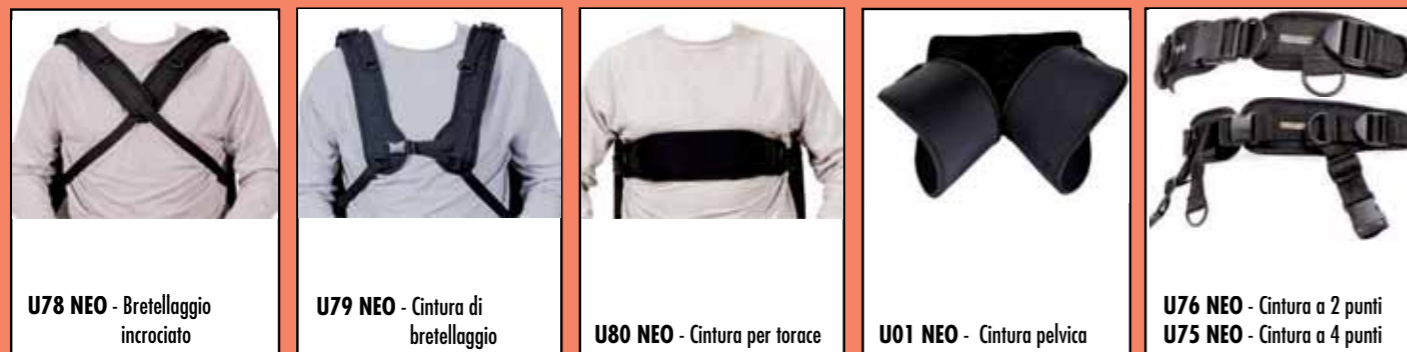 U78 NEO - Bretellaggio
incrociato
U79 NEO - Cintura di
bretellaggio
U80 NEO - Cintura per torace
U01 NEO - Cintura pelvica
U76 NEO - Cintura a 2 punti
U75 NEO - Cintura a 4 punti